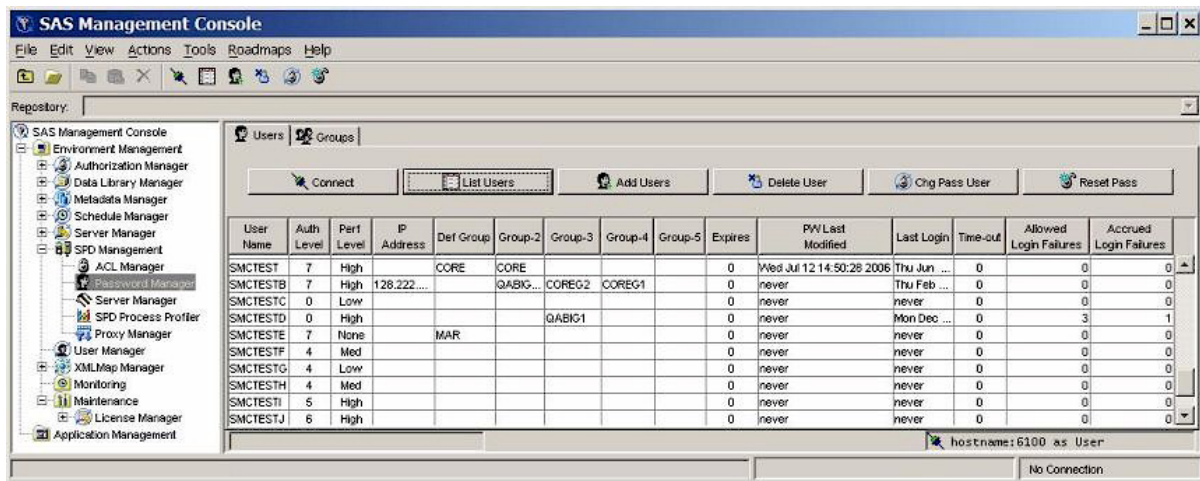 SAS Management Console
File Edit View Actions Tools Roadmaps Help
Repository:
SAS Management Console
Environment Management
Authorization Manager
Data Library Manager
Metadata Manager
Schedule Manager
Server Manager
SPD Management
ACL Manager
Password Manager
Server Manager
SPD Process Profiler
Proxy Manager
User Manager
XMLMap Manager
Monitoring
Maintenance
License Manager
Application Management
Users Groups
Connect List Users Add Users Delete User Chg Pass User Reset Pass
User Name Auth Level Perf Level IP Address Def Group Group-2 Group-3 Group-4 Group-5 Expires PW Last Modified Last Login Time-out Allowed Login Failures Accrued Login Failures
SMCTEST 7 High CORE CORE 0 Wed Jul 12 14:50:28 2006 Thu Jun ... 0 0 0
SMCTESTB 7 High 128.222.... QABIG... COREG2 COREG1 0 never Thu Feb ... 0 0 0
SMCTESTC 0 Low 0 never never 0 0 0
SMCTESTD 0 High QABIG1 0 never Mon Dec ... 0 3 1
SMCTESTE 7 None MAR 0 never never 0 0 0
SMCTESTF 4 Med 0 never never 0 0 0
SMCTESTG 4 Low 0 never never 0 0 0
SMCTESTH 4 Med 0 never never 0 0 0
SMCTESTI 5 High 0 never never 0 0 0
SMCTESTJ 6 High 0 never never 0 0 0
hostname:6100 as User
No Connection